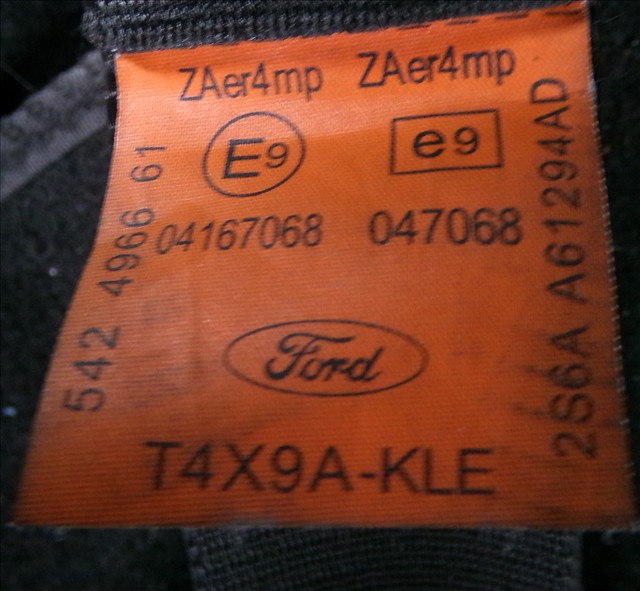 ZAer4mp ZAer4mp
E9 e9
04167068 047068
542 4966 61
2S6A A61294AD
Ford
T4X9A-KLE